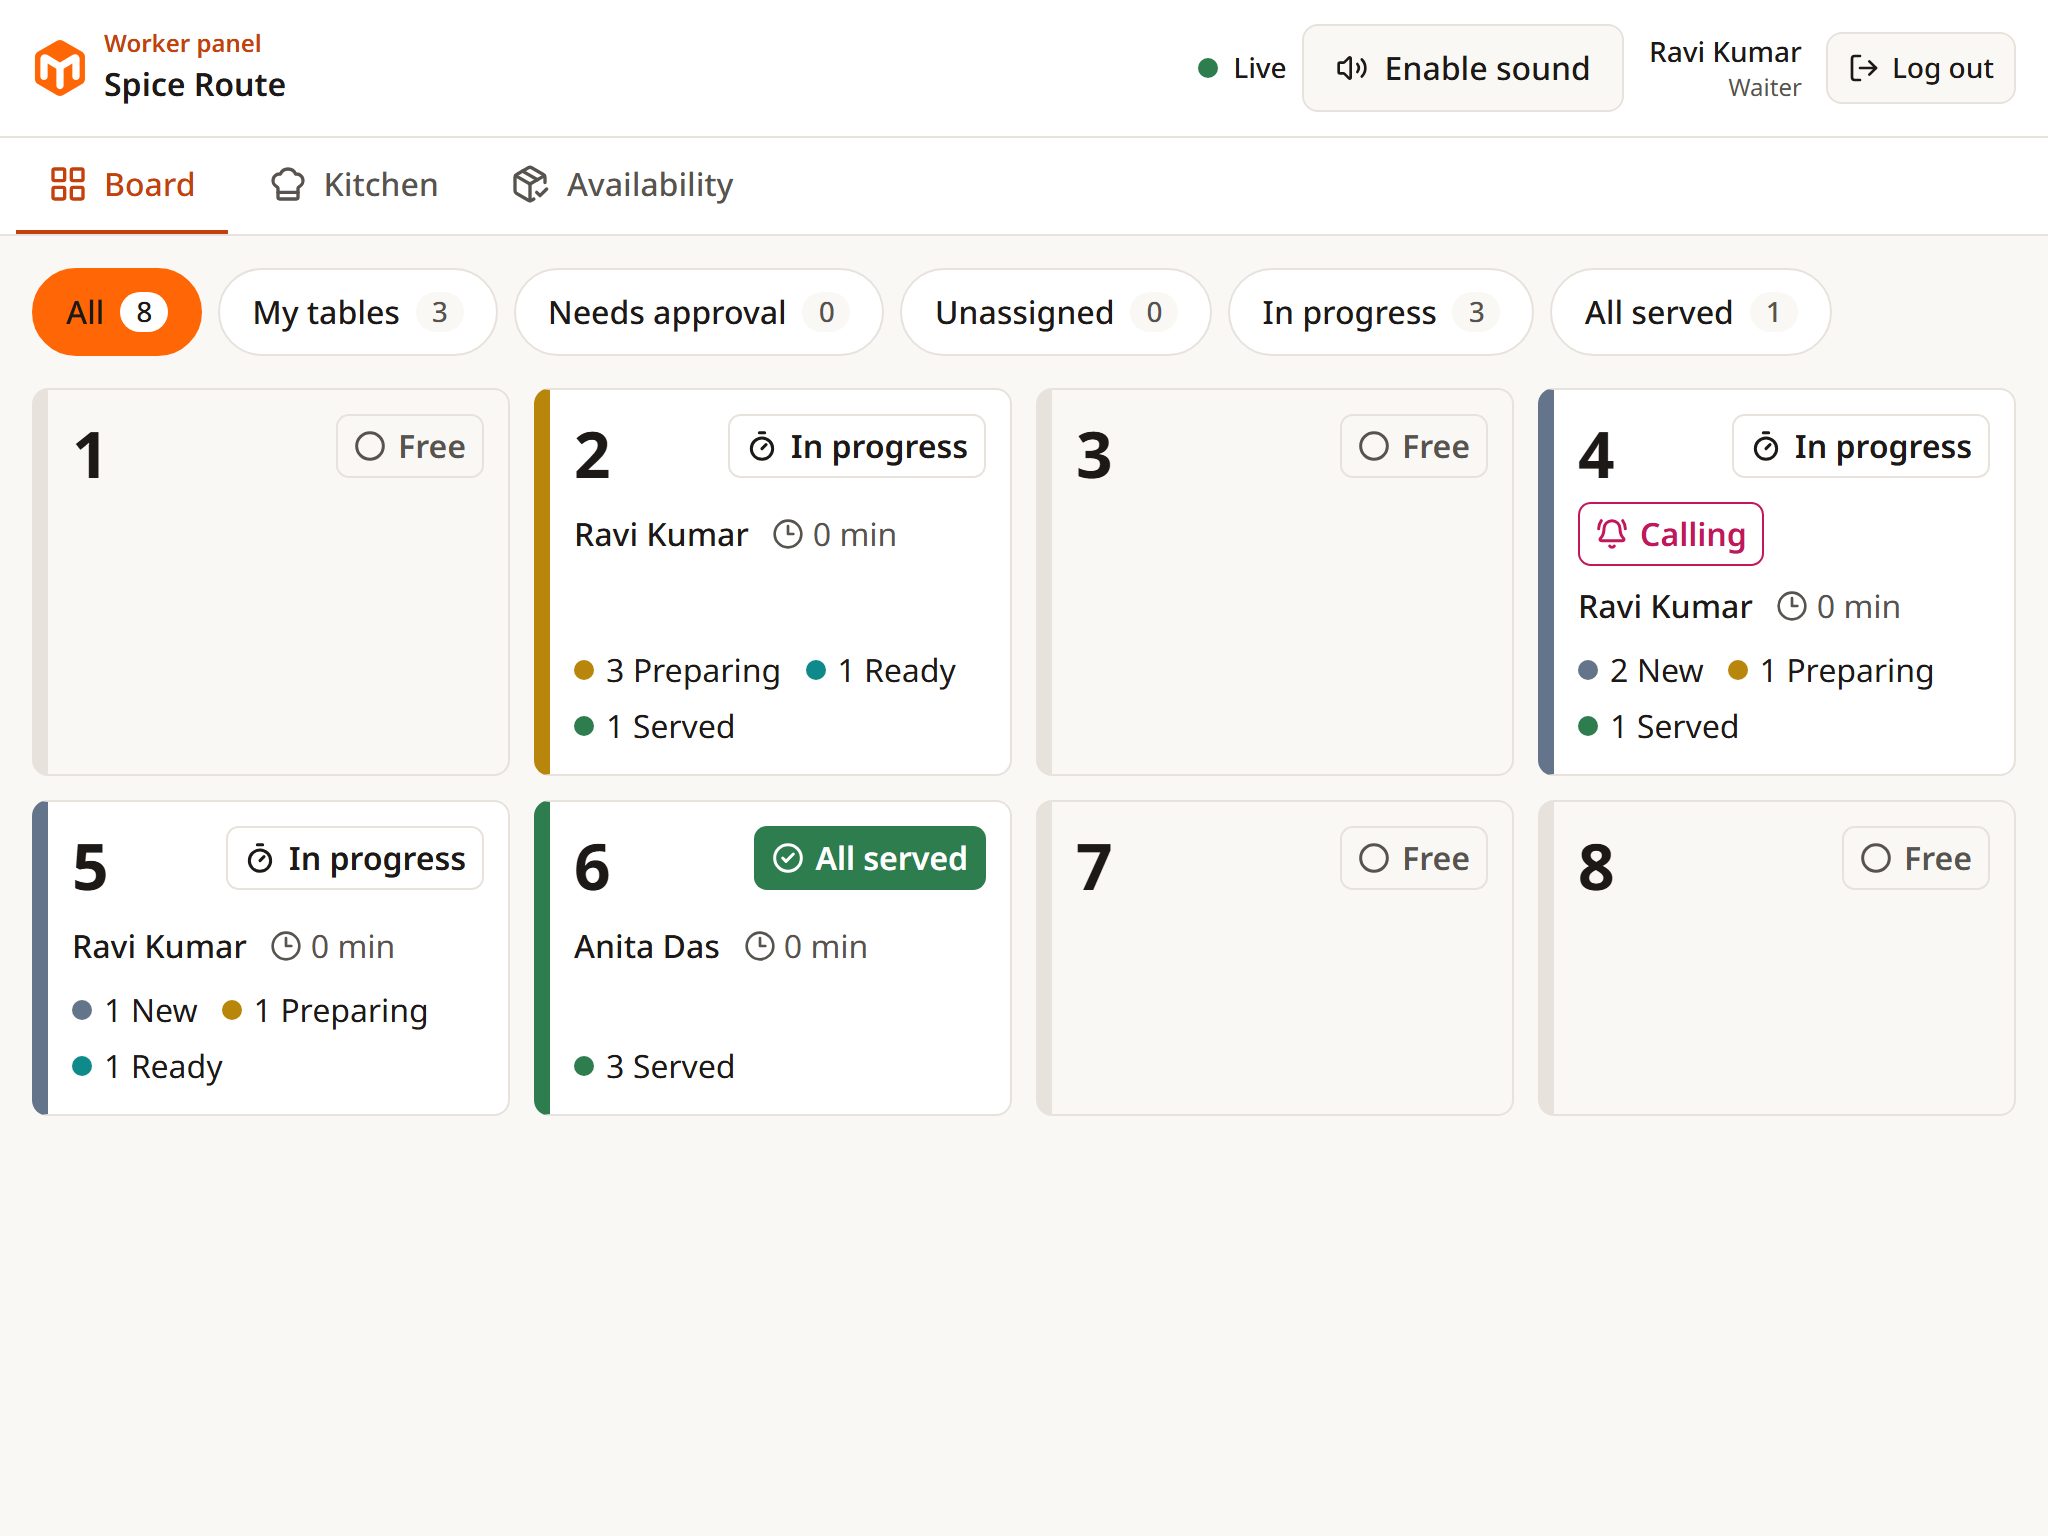 Worker panel
Spice Route
Live
Enable sound
Ravi Kumar
Waiter
Log out
Board
Kitchen
Availability
All 8
My tables 3
Needs approval 0
Unassigned 0
In progress 3
All served 1
1 Free
2 In progress
Ravi Kumar 0 min
3 Preparing 1 Ready
1 Served
3 Free
4 In progress
Calling
Ravi Kumar 0 min
2 New 1 Preparing
1 Served
5 In progress
Ravi Kumar 0 min
1 New 1 Preparing
1 Ready
6 All served
Anita Das 0 min
3 Served
7 Free
8 Free